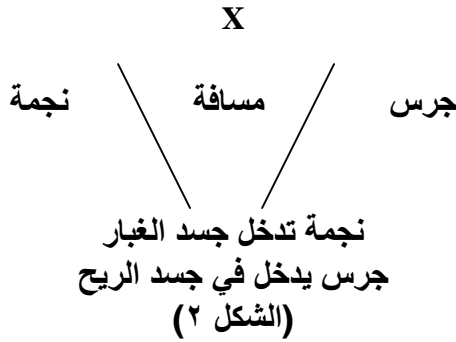 X
جرس مسافة نجمة
نجمة تدخل جسد الغبار
جرس يدخل في جسد الريح
(الشكل ٢)